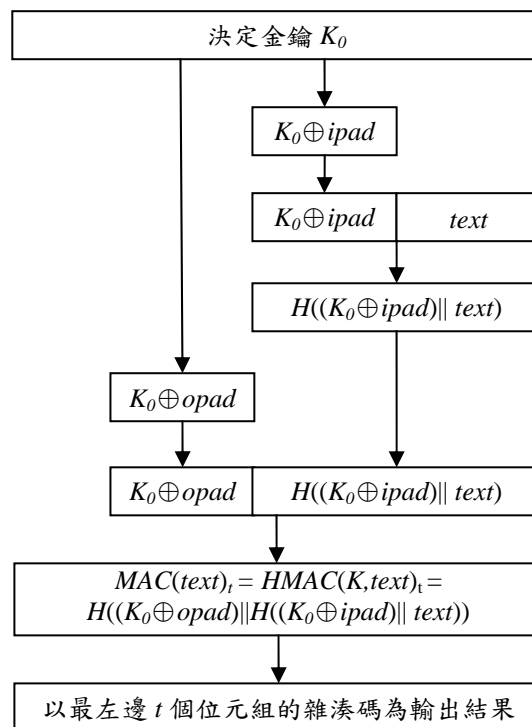 決定金鑰 K₀
K₀⊕ipad
K₀⊕ipad text
H((K₀⊕ipad)|| text)
K₀⊕opad
K₀⊕opad H((K₀⊕ipad)|| text)
MAC(text)ₜ = HMAC(K,text)ₜ =
H((K₀⊕opad)||H((K₀⊕ipad)|| text))
以最左邊 t 個位元組的雜湊碼為輸出結果